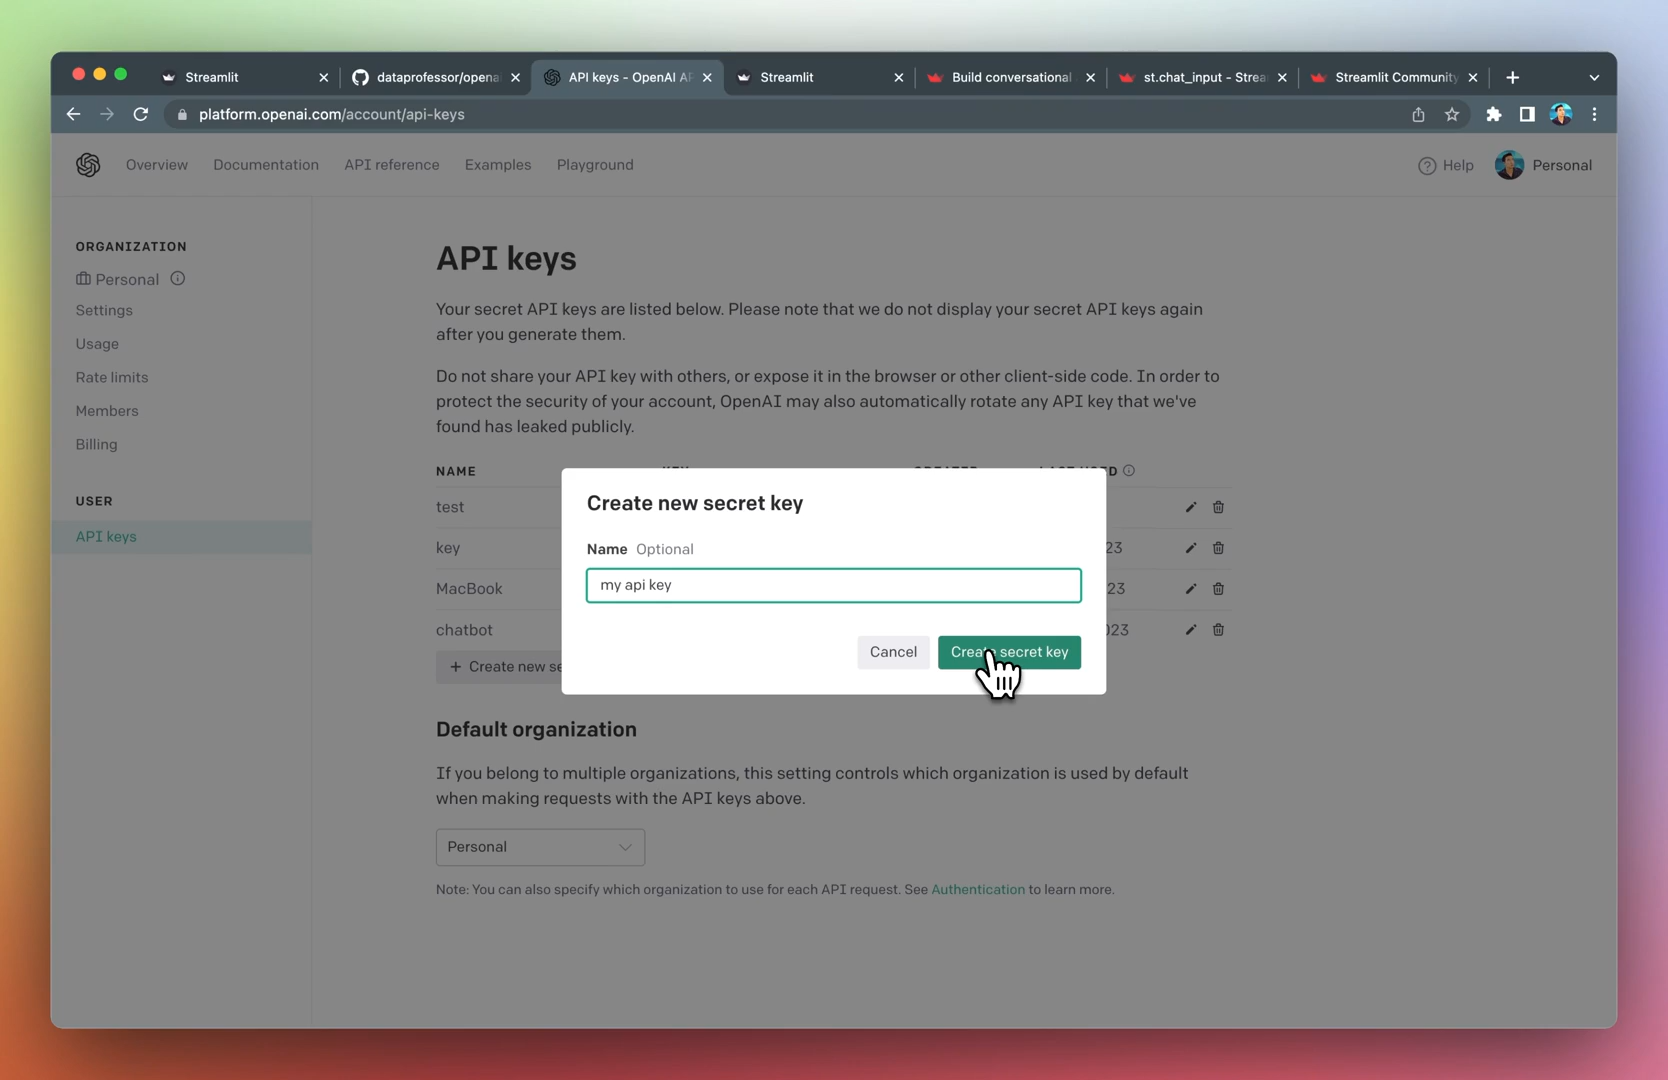 Streamlit
dataprofessor/opena
API keys - OpenAI AP
Streamlit
Build conversational
st.chat_input - Strea
Streamlit Community
platform.openai.com/account/api-keys
Overview
Documentation
API reference
Examples
Playground
Help
Personal
ORGANIZATION
Personal
Settings
Usage
Rate limits
Members
Billing
USER
API keys
API keys
Your secret API keys are listed below. Please note that we do not display your secret API keys again
after you generate them.
Do not share your API key with others, or expose it in the browser or other client-side code. In order to
protect the security of your account, OpenAI may also automatically rotate any API key that we've
found has leaked publicly.
NAME
KEY
CREATED
LAST USED
test
key
23
MacBook
23
chatbot
023
+ Create new se
Create new secret key
Name Optional
my api key
Cancel
Create secret key
Default organization
If you belong to multiple organizations, this setting controls which organization is used by default
when making requests with the API keys above.
Personal
Note: You can also specify which organization to use for each API request. See Authentication to learn more.